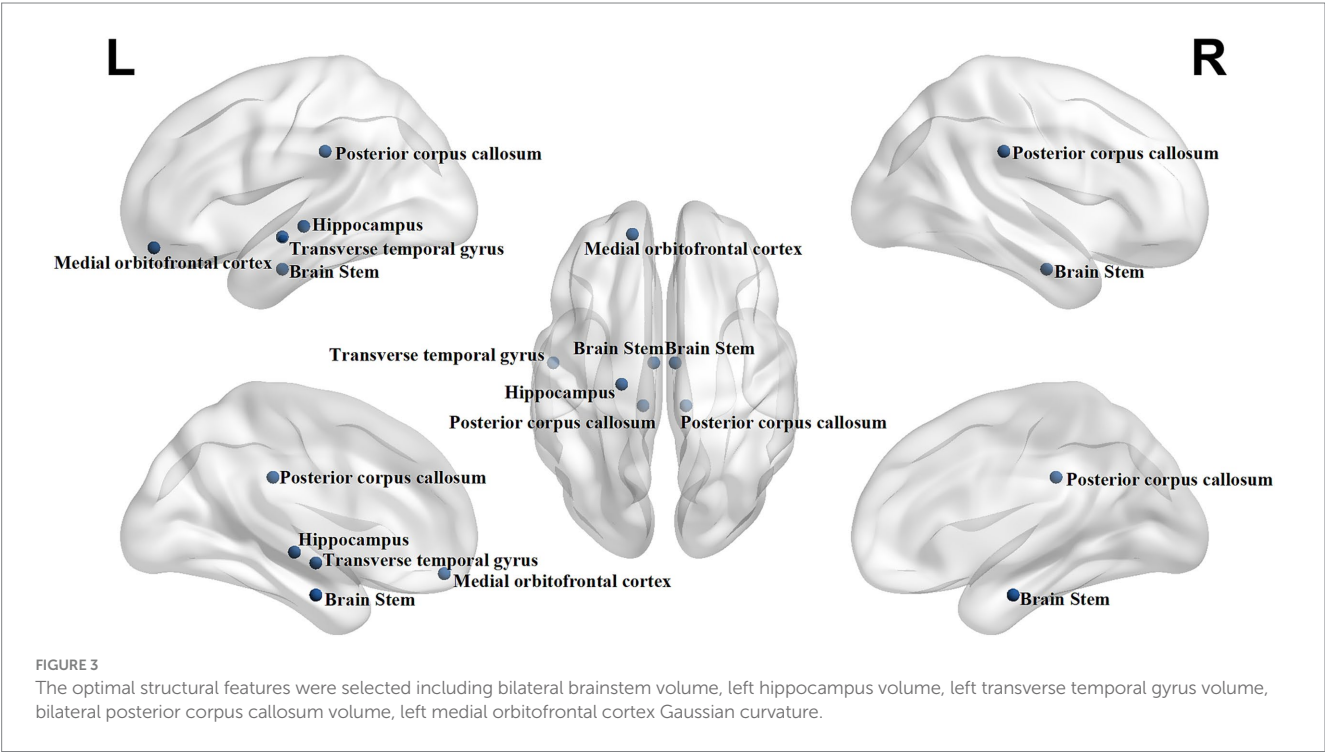 L
R
Posterior corpus callosum
Hippocampus
Transverse temporal gyrus
Medial orbitofrontal cortex
Brain Stem
Posterior corpus callosum
Brain Stem
Medial orbitofrontal cortex
Transverse temporal gyrus
Brain Stem
Brain Stem
Hippocampus
Posterior corpus callosum
Posterior corpus callosum
Posterior corpus callosum
Hippocampus
Transverse temporal gyrus
Medial orbitofrontal cortex
Brain Stem
Posterior corpus callosum
Brain Stem
FIGURE 3
The optimal structural features were selected including bilateral brainstem volume, left hippocampus volume, left transverse temporal gyrus volume,
bilateral posterior corpus callosum volume, left medial orbitofrontal cortex Gaussian curvature.